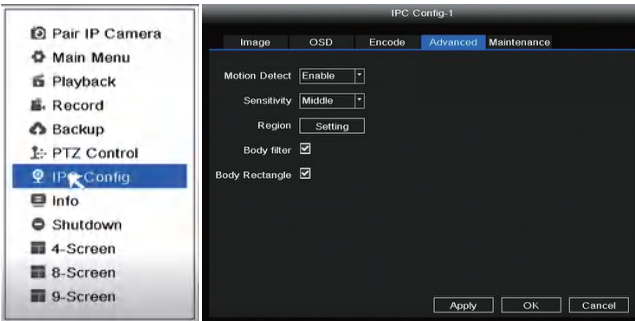 Pair IP Camera
Main Menu
Playback
Record
Backup
PTZ Control
IPC Config
Info
Shutdown
4-Screen
8-Screen
9-Screen
IPC Config-1
Image OSD Encode Advanced Maintenance
Motion Detect Enable
Sensitivity Middle
Region Setting
Body filter
Body Rectangle
Apply OK Cancel